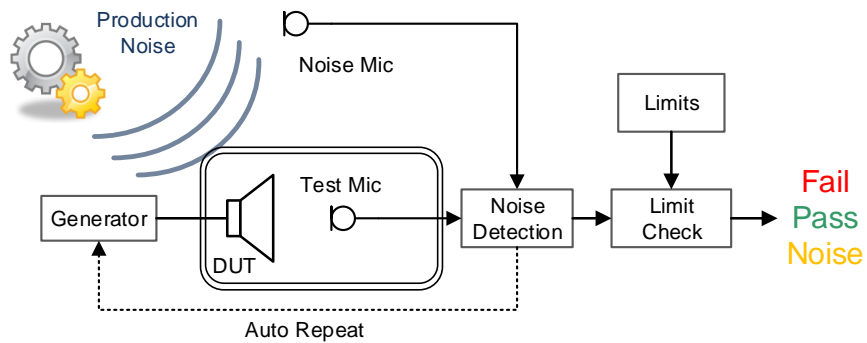 Production
Noise
Noise Mic
Limits
Test Mic
Generator
DUT
Noise
Detection
Limit
Check
Fail
Pass
Noise
Auto Repeat